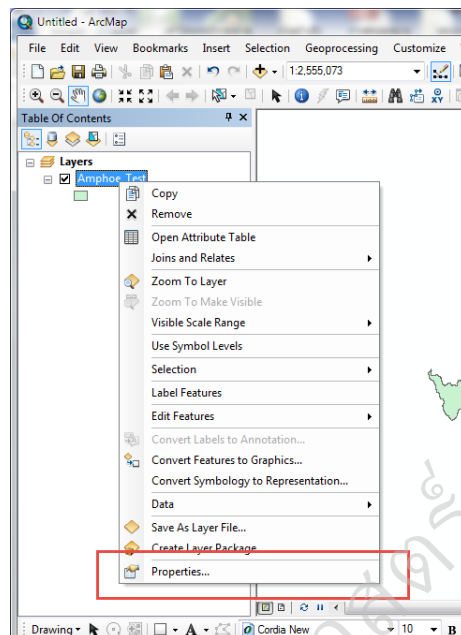 Untitled - ArcMap
File Edit View Bookmarks Insert Selection Geoprocessing Customize
1:2,555,073
Table Of Contents
Layers
Amphoe_Test
Copy
Remove
Open Attribute Table
Joins and Relates
Zoom To Layer
Zoom To Make Visible
Visible Scale Range
Use Symbol Levels
Selection
Label Features
Edit Features
Convert Labels to Annotation...
Convert Features to Graphics...
Convert Symbology to Representation...
Data
Save As Layer File...
Create Layer Package...
Properties...
Drawing A Cordia New 10 B